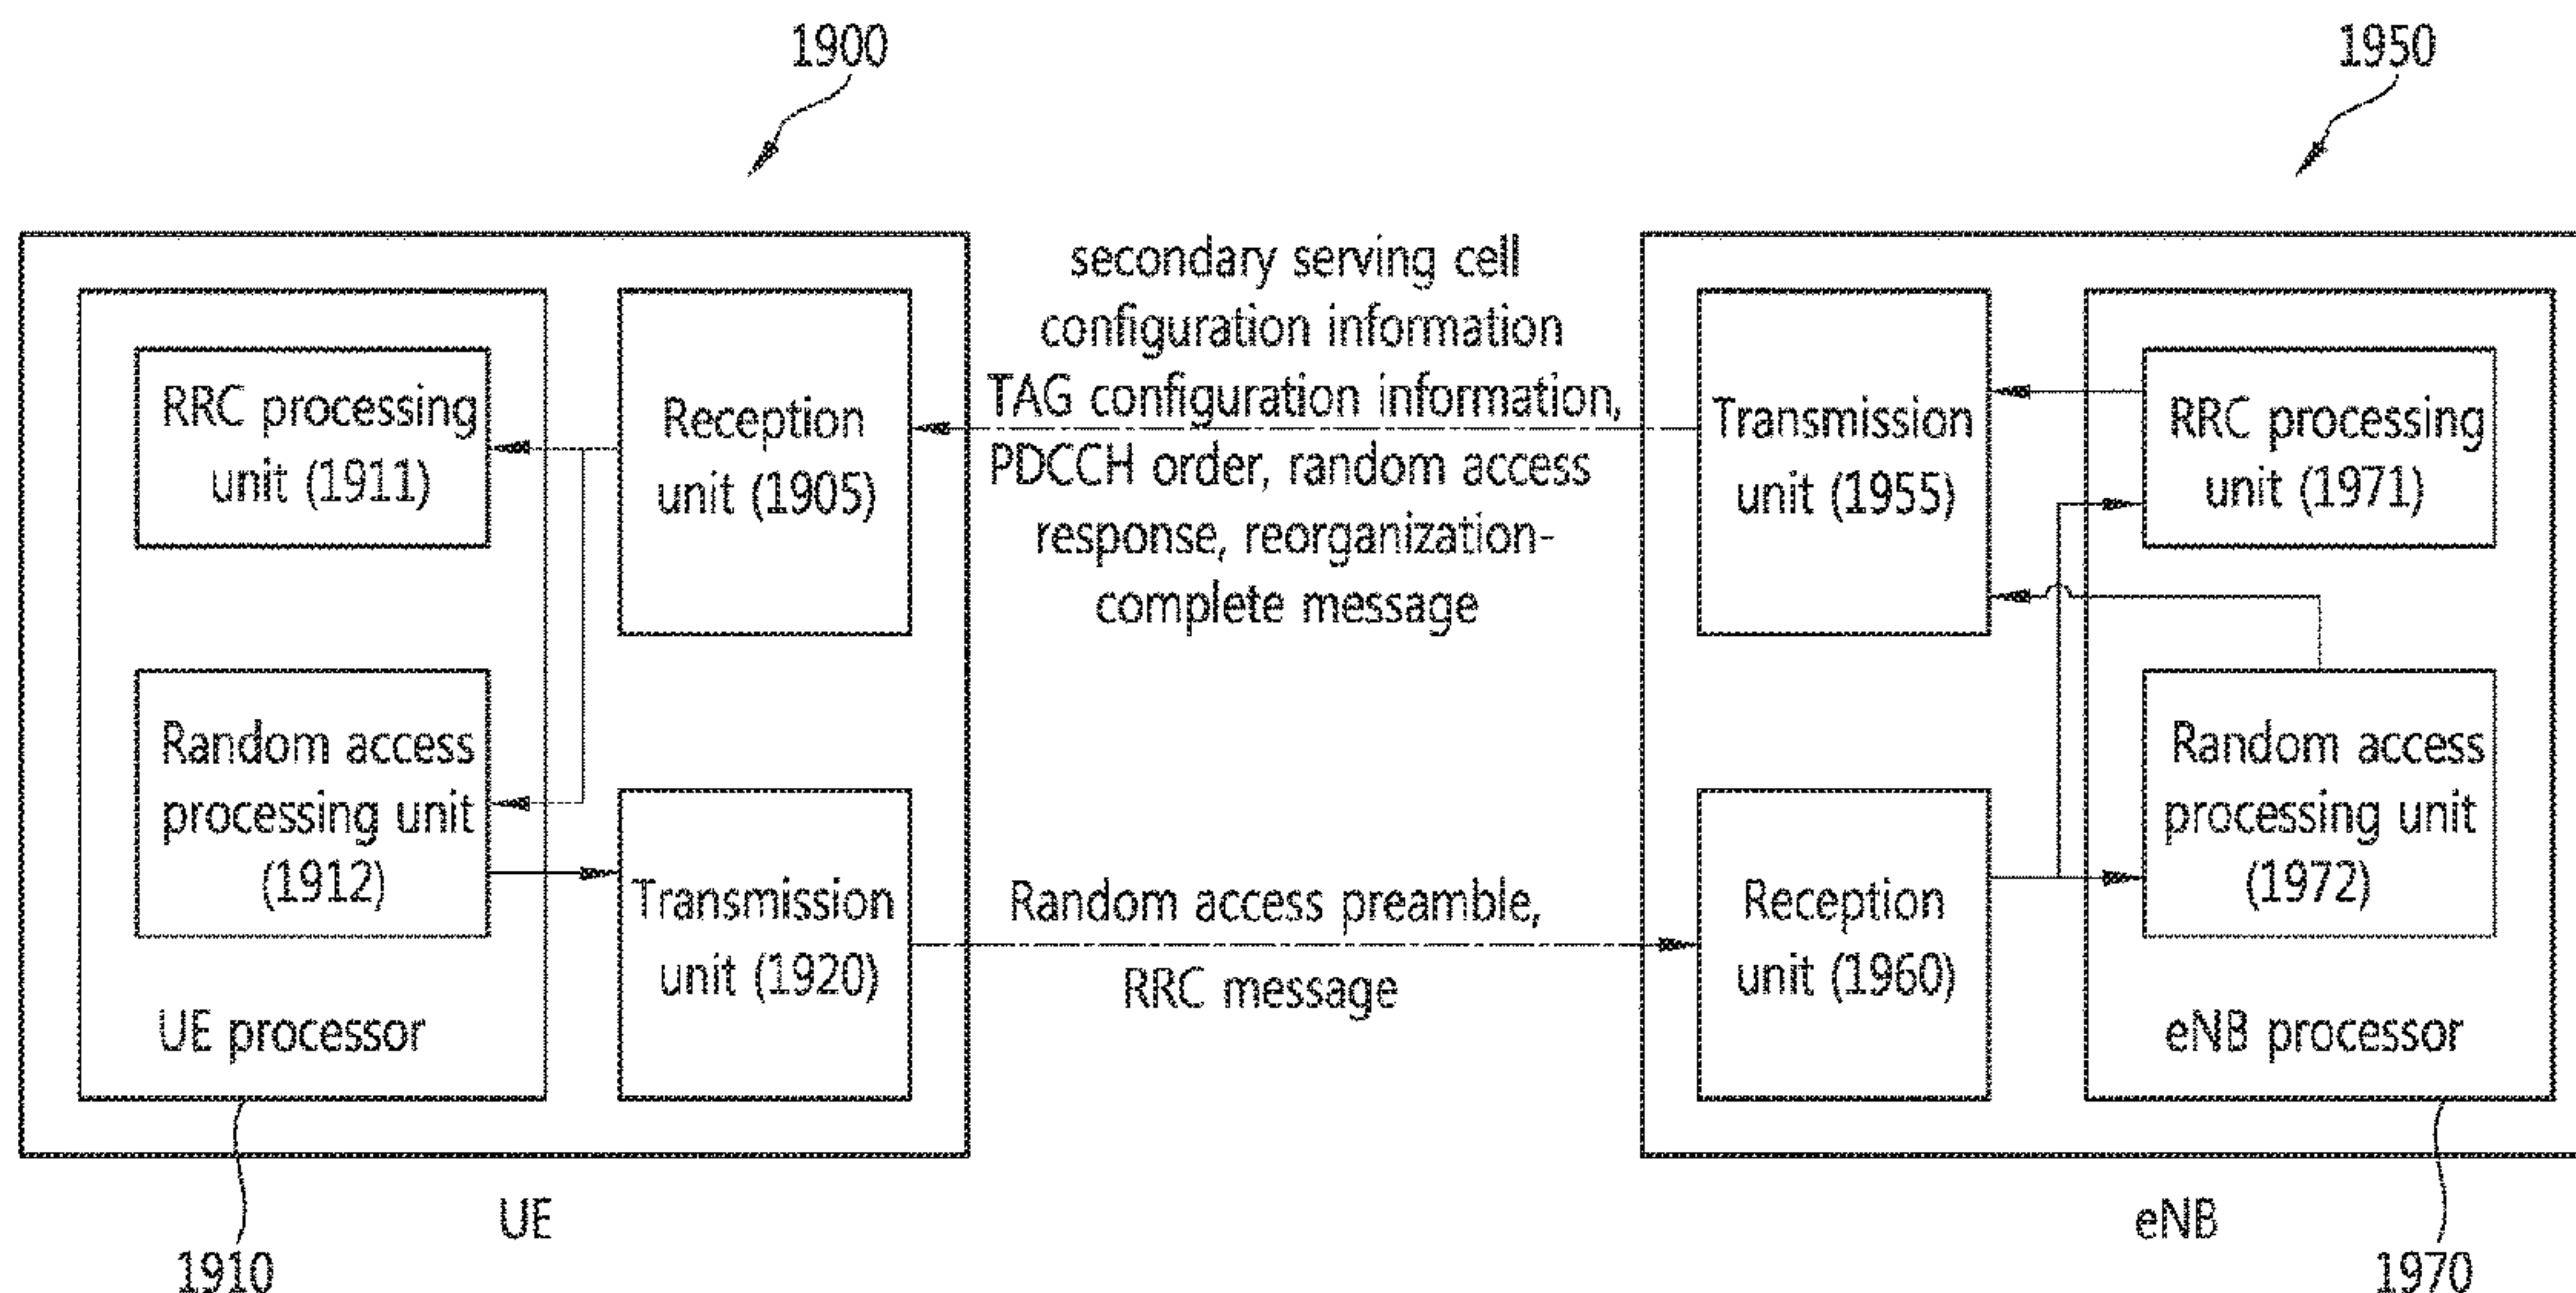 1900
1950
RRC processing
unit (1911)
Reception
unit (1905)
Random access
processing unit
(1912)
Transmission
unit (1920)
UE processor
secondary serving cell
configuration information
TAG configuration information,
PDCCH order, random access
response, reorganization-
complete message
Random access preamble,
RRC message
Transmission
unit (1955)
RRC processing
unit (1971)
Reception
unit (1960)
Random access
processing unit
(1972)
eNB processor
UE
eNB
1910
1970